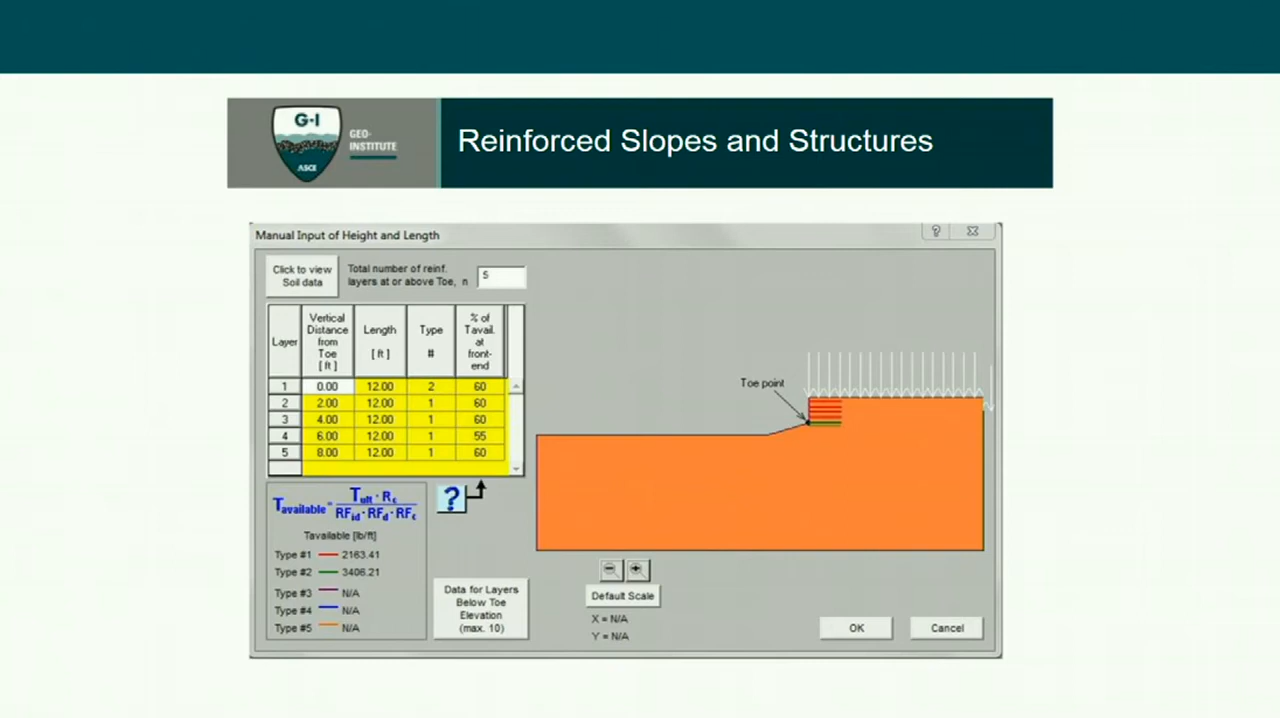 G-I
GEO-
INSTITUTE
ASCE
Reinforced Slopes and Structures
Manual Input of Height and Length
Click to view
Soil data
Total number of reinf.
layers at or above Toe, n
5
Layer
Vertical
Distance
from
Toe
[ ft ]
Length
[ ft ]
Type
#
% of
Tavail.
at
front-
end
1 0.00 12.00 2 60
2 2.00 12.00 1 60
3 4.00 12.00 1 60
4 6.00 12.00 1 55
5 8.00 12.00 1 60
Tavailable = Tult · Rc
RFid · RFd · RFc
?
Tavailable [lb/ft]
Type #1 2163.41
Type #2 3406.21
Type #3 N/A
Type #4 N/A
Type #5 N/A
Data for Layers
Below Toe
Elevation
(max. 10)
Toe point
Default Scale
X = N/A
Y = N/A
OK
Cancel